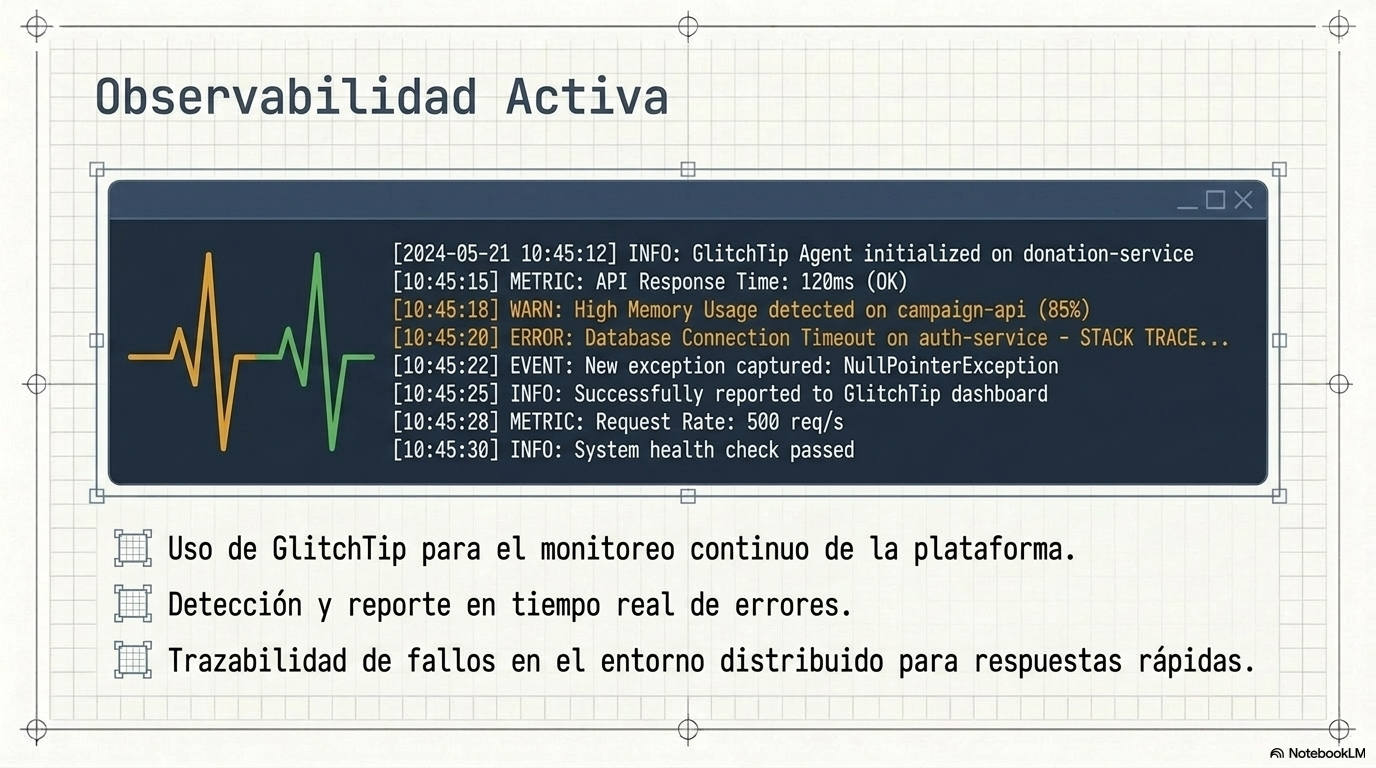 Observabilidad Activa
[2024-05-21 10:45:12] INFO: GlitchTip Agent initialized on donation-service
[10:45:15] METRIC: API Response Time: 120ms (OK)
[10:45:18] WARN: High Memory Usage detected on campaign-api (85%)
[10:45:20] ERROR: Database Connection Timeout on auth-service - STACK TRACE...
[10:45:22] EVENT: New exception captured: NullPointerException
[10:45:25] INFO: Successfully reported to GlitchTip dashboard
[10:45:28] METRIC: Request Rate: 500 req/s
[10:45:30] INFO: System health check passed
Uso de GlitchTip para el monitoreo continuo de la plataforma.
Detección y reporte en tiempo real de errores.
Trazabilidad de fallos en el entorno distribuido para respuestas rápidas.
NotebookLM